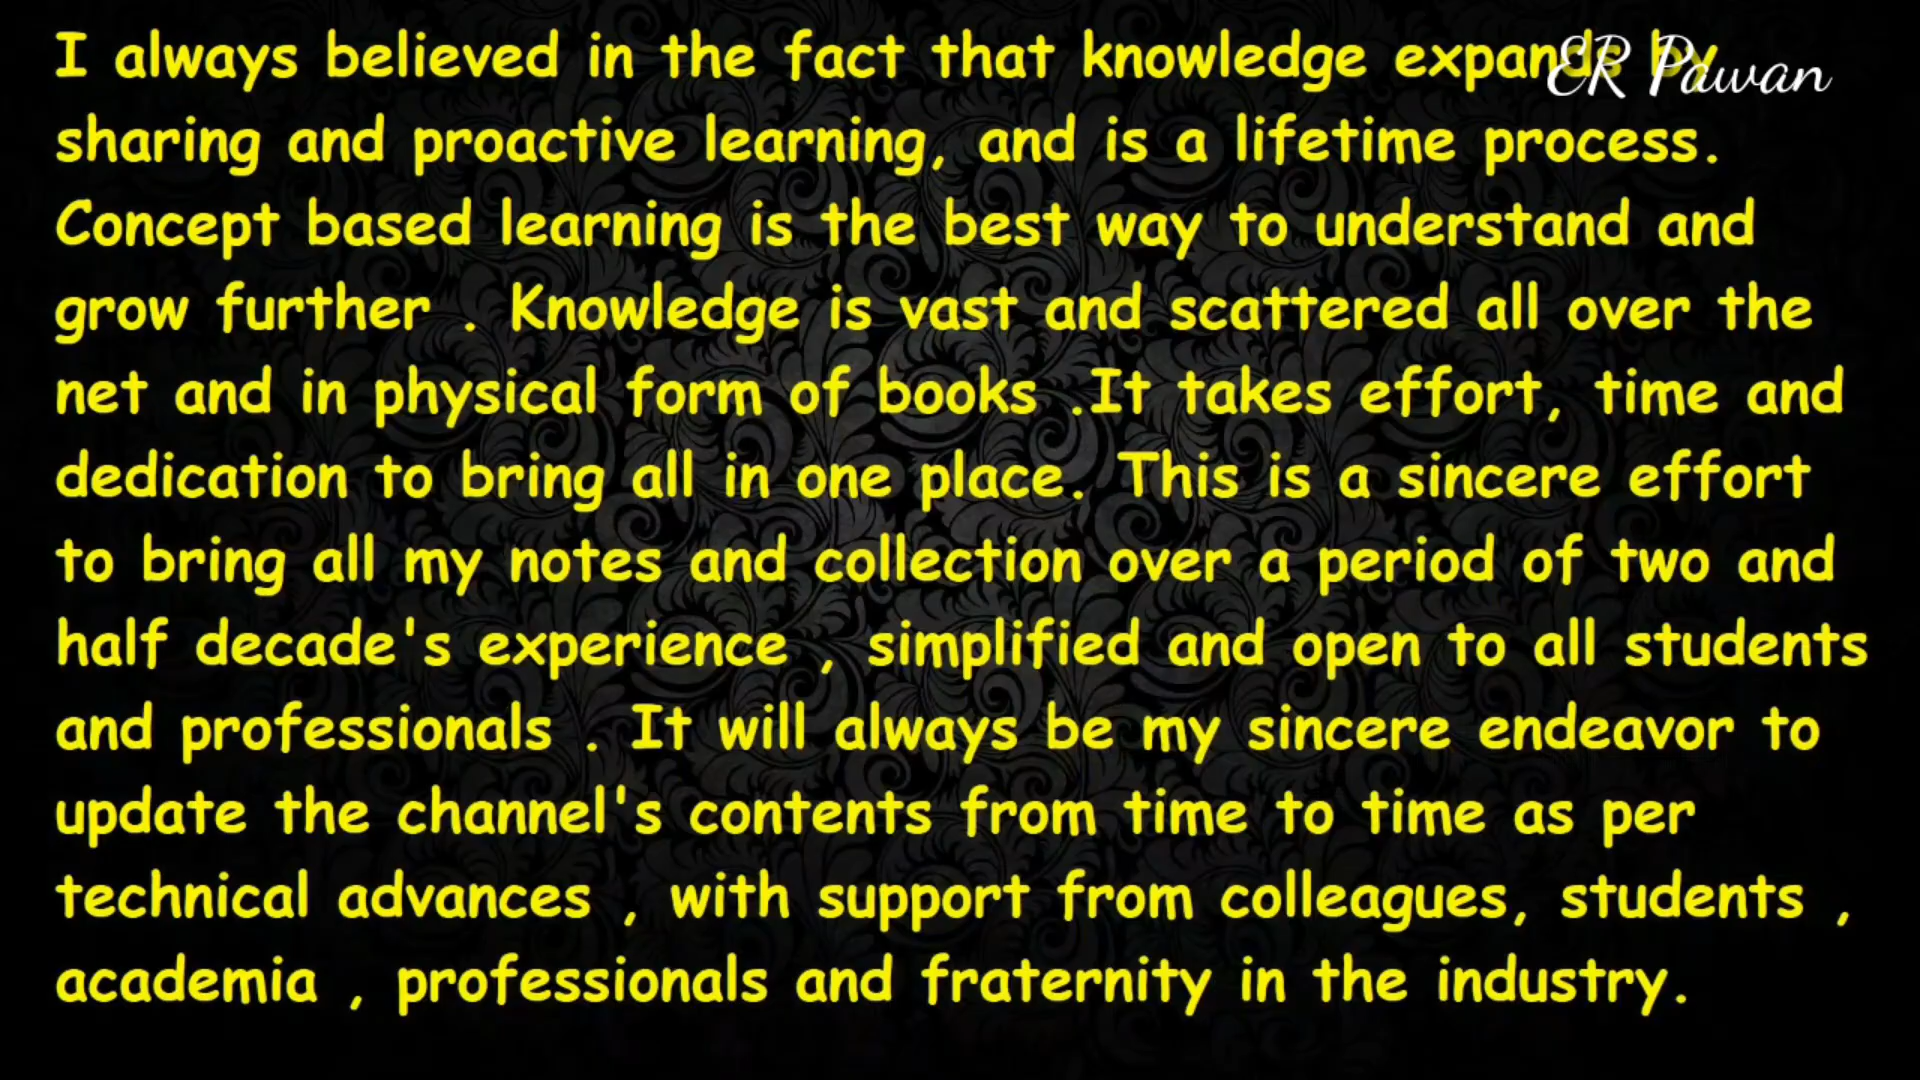 I always believed in the fact that knowledge expands by
ER Pawan
sharing and proactive learning, and is a lifetime process.
Concept based learning is the best way to understand and
grow further . Knowledge is vast and scattered all over the
net and in physical form of books .It takes effort, time and
dedication to bring all in one place. This is a sincere effort
to bring all my notes and collection over a period of two and
half decade's experience , simplified and open to all students
and professionals . It will always be my sincere endeavor to
update the channel's contents from time to time as per
technical advances , with support from colleagues, students ,
academia , professionals and fraternity in the industry.